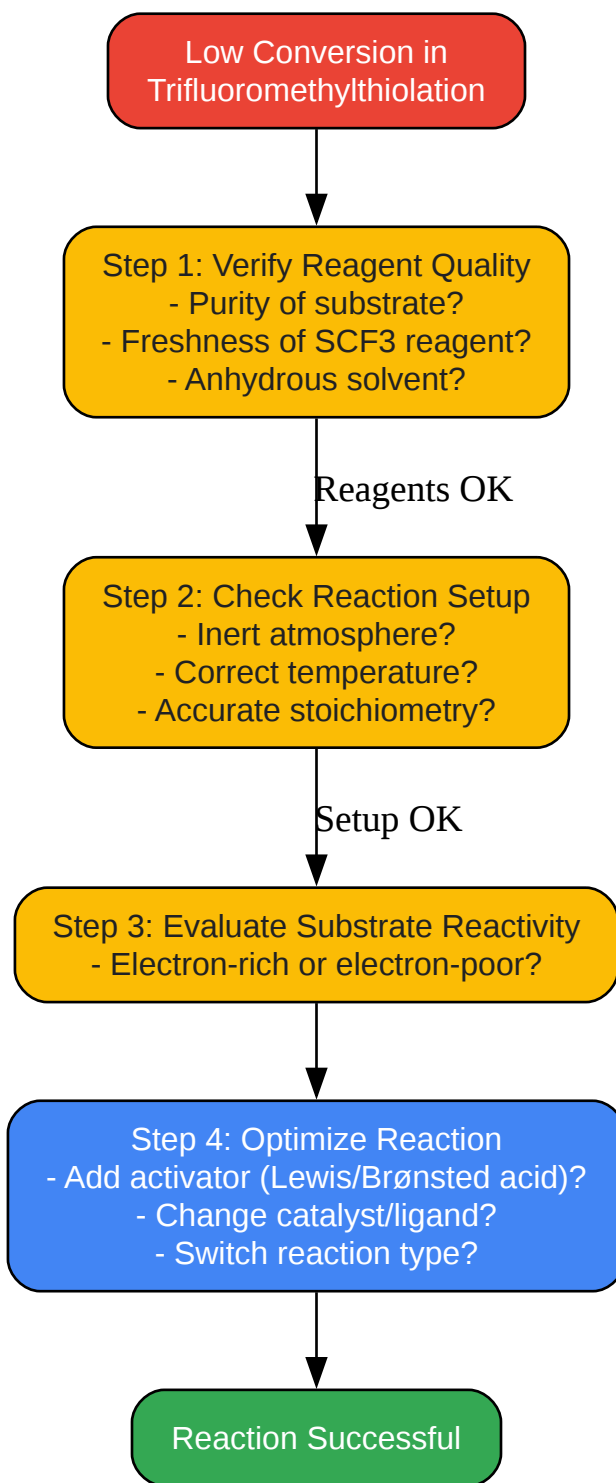 Low Conversion in
Trifluoromethylthiolation
Step 1: Verify Reagent Quality
- Purity of substrate?
- Freshness of SCF3 reagent?
- Anhydrous solvent?
Reagents OK
Step 2: Check Reaction Setup
- Inert atmosphere?
- Correct temperature?
- Accurate stoichiometry?
Setup OK
Step 3: Evaluate Substrate Reactivity
- Electron-rich or electron-poor?
Step 4: Optimize Reaction
- Add activator (Lewis/Brønsted acid)?
- Change catalyst/ligand?
- Switch reaction type?
Reaction Successful